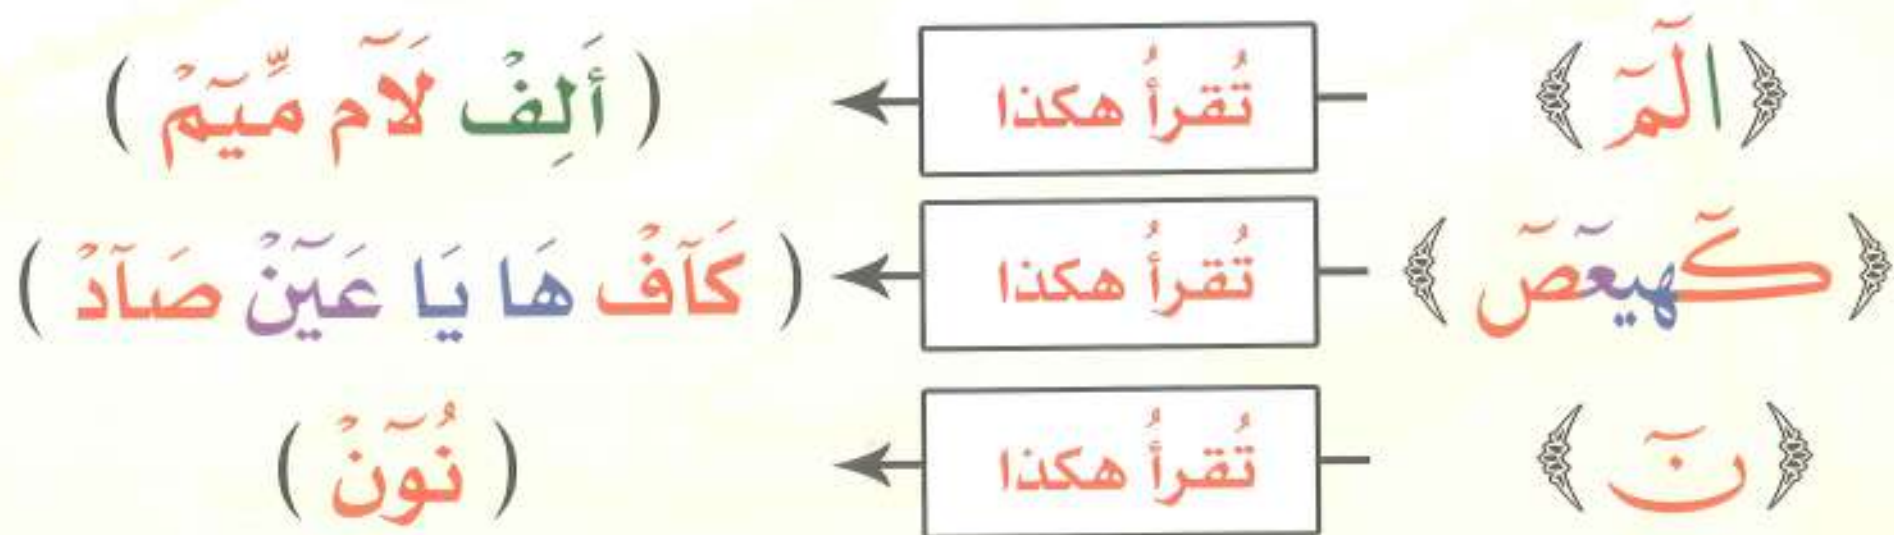 ﴿ الٓمٓ ﴾ تُقرأُ هكذا ( أَلِفْ لَآم مِّيٓمْ )
﴿ كٓهيعٓصٓ ﴾ تُقرأُ هكذا ( كَآفْ هَا يَا عَيٓنْ صَآدْ )
﴿ نٓ ﴾ تُقرأُ هكذا ( نُوٓنْ )